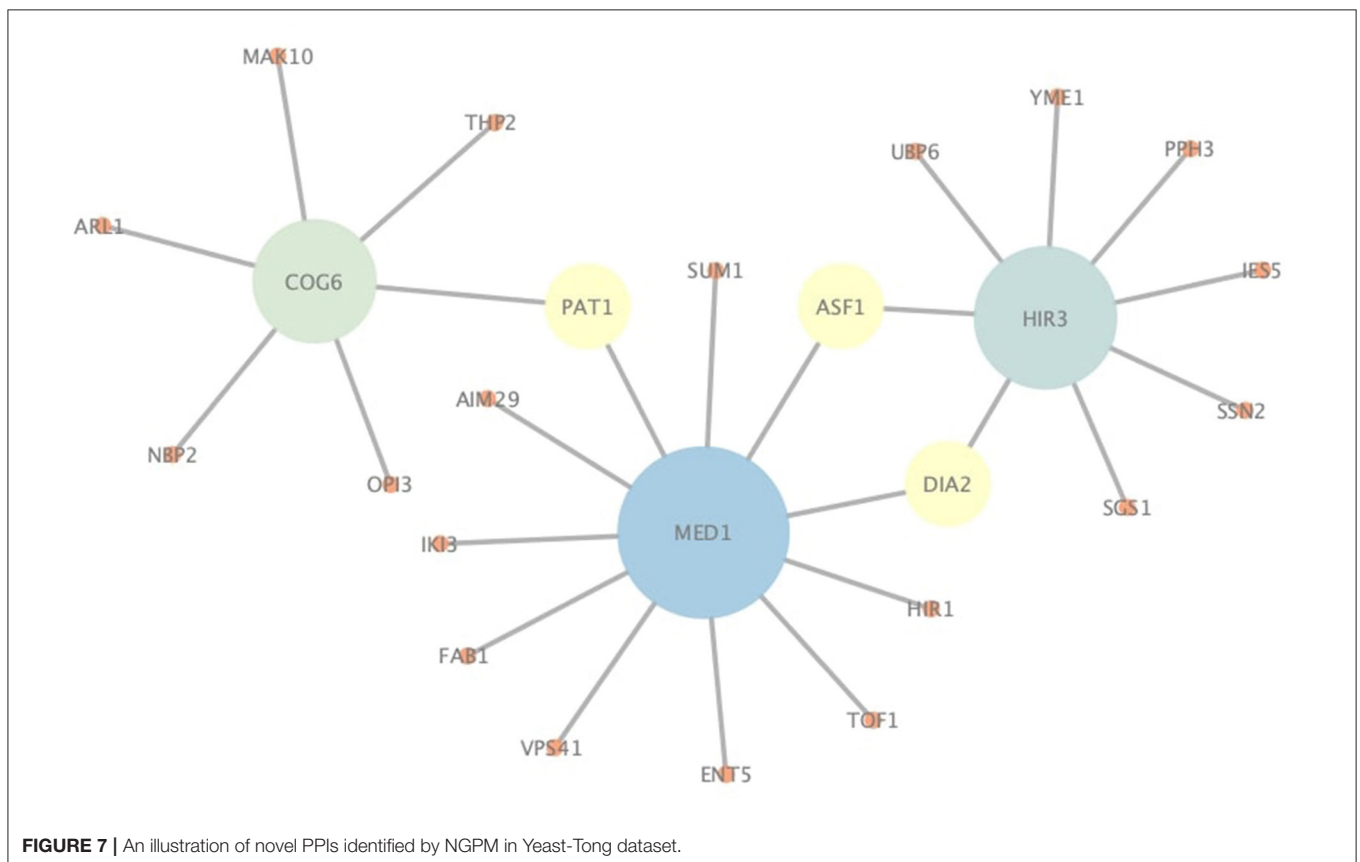 MAK10
THP2
YME1
UBP6
PPH3
ARL1
COG6
SUM1
IES5
PAT1
ASF1
HIR3
AIM29
SSN2
NBP2
OPI3
DIA2
SGS1
IKI3
MED1
HIR1
FAB1
TOF1
VPS41
ENT5
FIGURE 7 | An illustration of novel PPIs identified by NGPM in Yeast-Tong dataset.